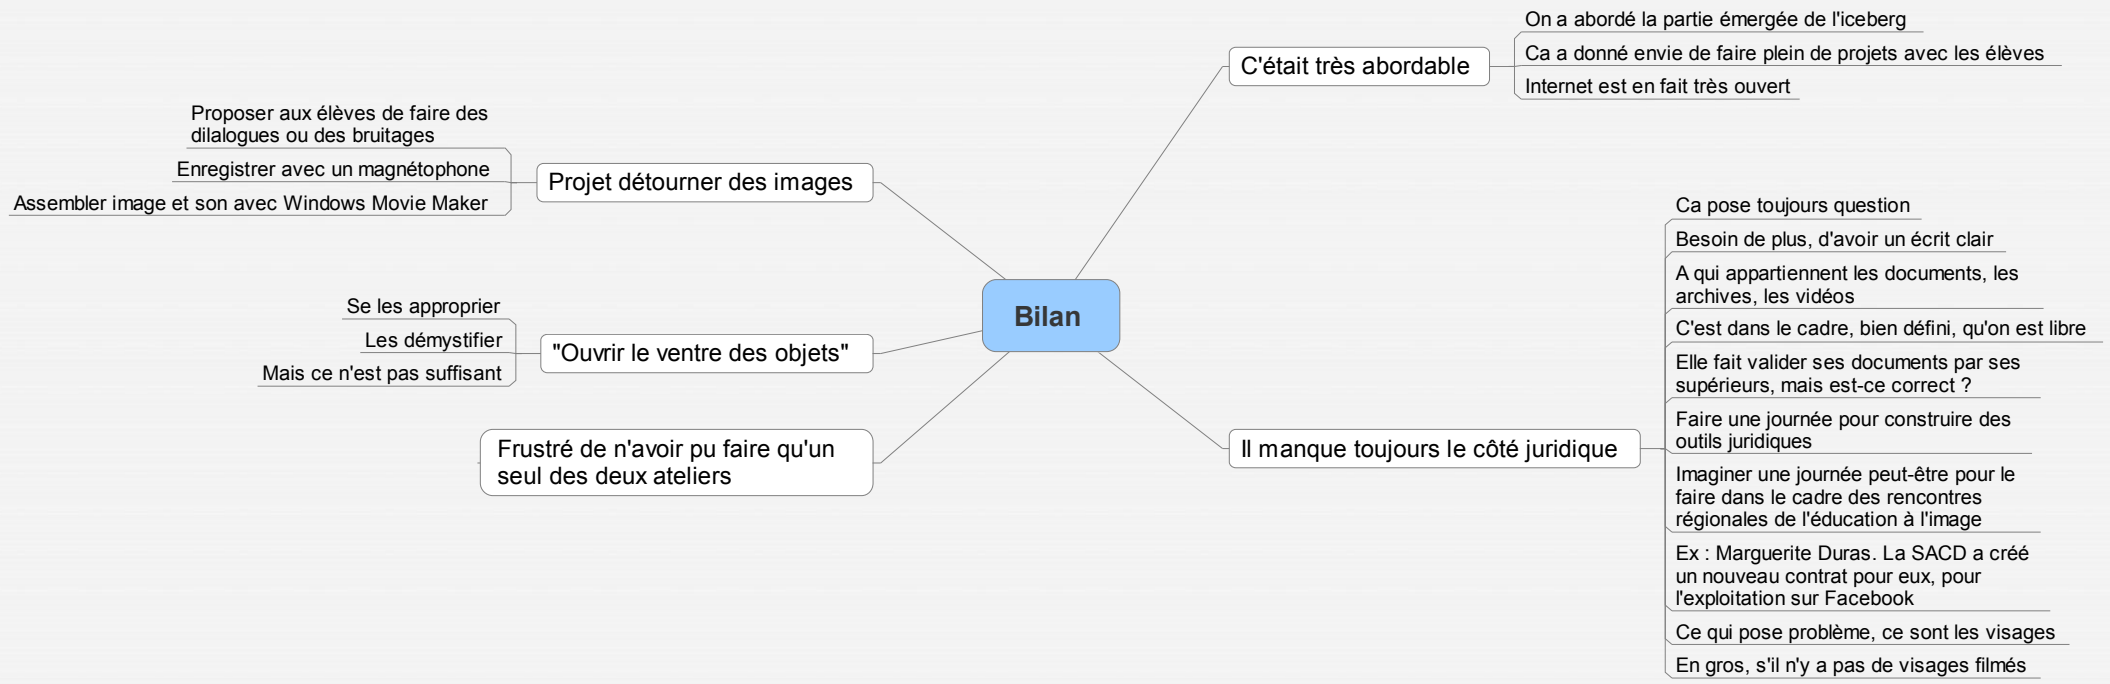 Bilan
C'était très abordable
On a abordé la partie émergée de l'iceberg
Ca a donné envie de faire plein de projets avec les élèves
Internet est en fait très ouvert
Il manque toujours le côté juridique
Ca pose toujours question
Besoin de plus, d'avoir un écrit clair
A qui appartiennent les documents, les
archives, les vidéos
C'est dans le cadre, bien défini, qu'on est libre
Elle fait valider ses documents par ses
supérieurs, mais est-ce correct ?
Faire une journée pour construire des
outils juridiques
Imaginer une journée peut-être pour le
faire dans le cadre des rencontres
régionales de l'éducation à l'image
Ex : Marguerite Duras. La SACD a créé
un nouveau contrat pour eux, pour
l'exploitation sur Facebook
Ce qui pose problème, ce sont les visages
En gros, s'il n'y a pas de visages filmés
Projet détourner des images
Proposer aux élèves de faire des
dilalogues ou des bruitages
Enregistrer avec un magnétophone
Assembler image et son avec Windows Movie Maker
"Ouvrir le ventre des objets"
Se les approprier
Les démystifier
Mais ce n'est pas suffisant
Frustré de n'avoir pu faire qu'un
seul des deux ateliers